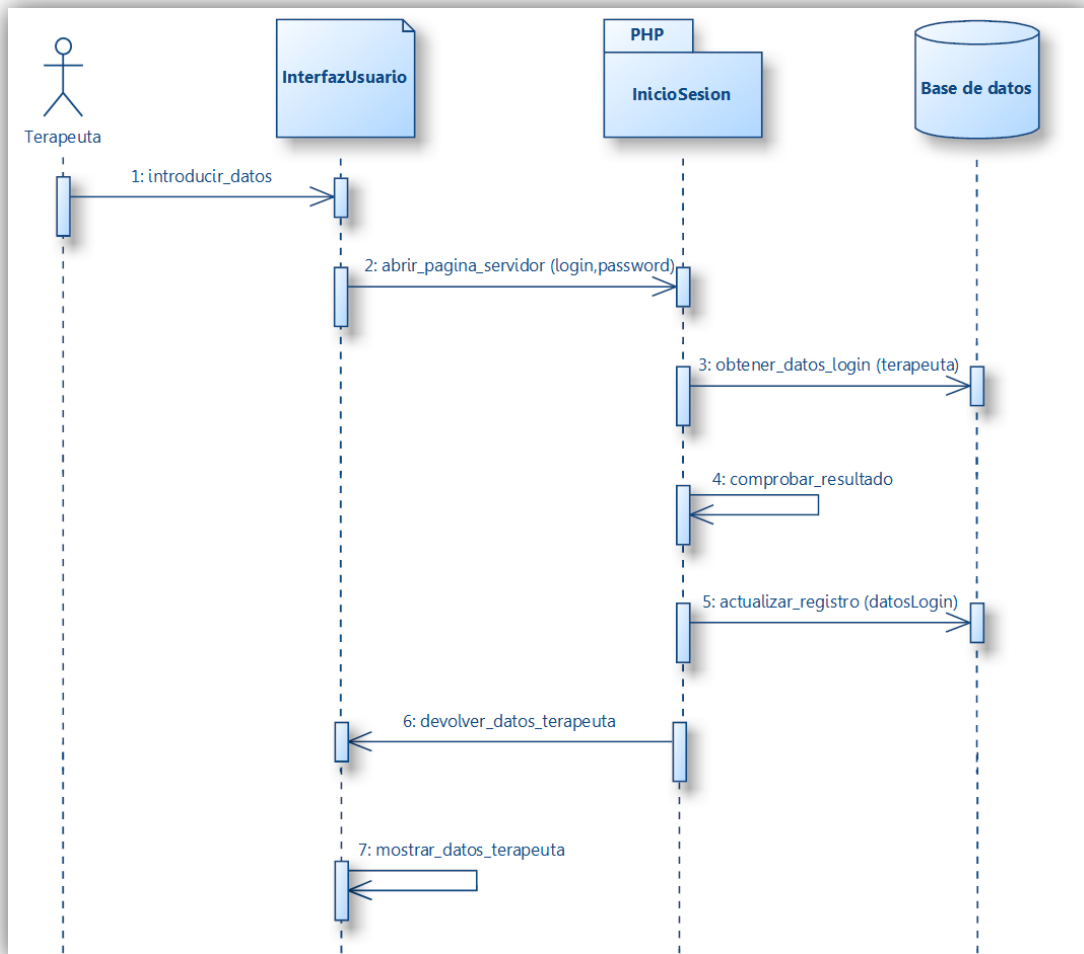 PHP
InterfazUsuario
InicioSesion
Base de datos
Terapeuta
1: introducir_datos
2: abrir_pagina_servidor (login,password)
3: obtener_datos_login (terapeuta)
4: comprobar_resultado
5: actualizar_registro (datosLogin)
6: devolver_datos_terapeuta
7: mostrar_datos_terapeuta